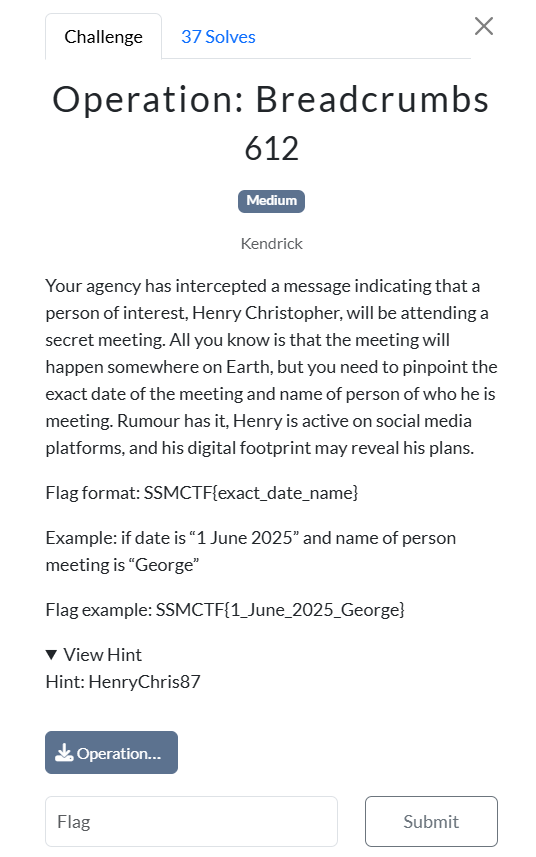 Challenge
37 Solves
Operation: Breadcrumbs
612
Medium
Kendrick
Your agency has intercepted a message indicating that a
person of interest, Henry Christopher, will be attending a
secret meeting. All you know is that the meeting will
happen somewhere on Earth, but you need to pinpoint the
exact date of the meeting and name of person of who he is
meeting. Rumour has it, Henry is active on social media
platforms, and his digital footprint may reveal his plans.
Flag format: SSMCTF{exact_date_name}
Example: if date is “1 June 2025” and name of person
meeting is “George”
Flag example: SSMCTF{1_June_2025_George}
▼ View Hint
Hint: HenryChris87
Operation...
Flag
Submit